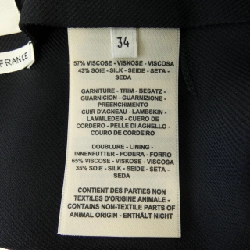 FRANCE
34
57% VISCOSE - VISKOSE - VISCOSA
42% SOIE - SILK - SEIDE - SETA -
SEDA
GARNITURE - TRIM - BESATZ -
GUARNICION - GUARNIZIONE -
PREENCHIMENTO
CUIR D'AGNEAU - LAMBSKIN -
LAMMLEDER - CUERO DE
CORDERO - PELLE DI AGNELLO -
COURO DE CORDERO
DOUBLURE - LINING -
INNENFUTTER - FODERA - FORRO
65% VISCOSE - VISKOSE - VISCOSA
35% SOIE - SILK - SEIDE - SETA -
SEDA
CONTIENT DES PARTIES NON
TEXTILES D'ORIGINE ANIMALE -
CONTAINS NON-TEXTILE PARTS OF
ANIMAL ORIGIN - ENTHÄLT NICHT